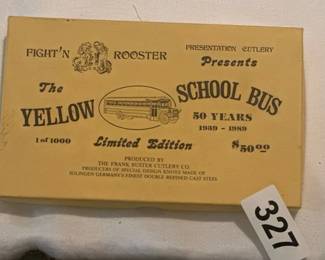 FIGHT'N ROOSTER
PRESENTATION CUTLERY
Presents
The
YELLOW SCHOOL BUS
50 YEARS
1939 - 1989
1 of 1000
Limited Edition
$50.00
PRODUCED BY
THE FRANK BUSTER CUTLERY CO.
PRODUCERS OF SPECIAL DESIGN KNIVES MADE OF
SOLINGEN GERMANY'S FINEST DOUBLE REFINED CAST STEEL
327